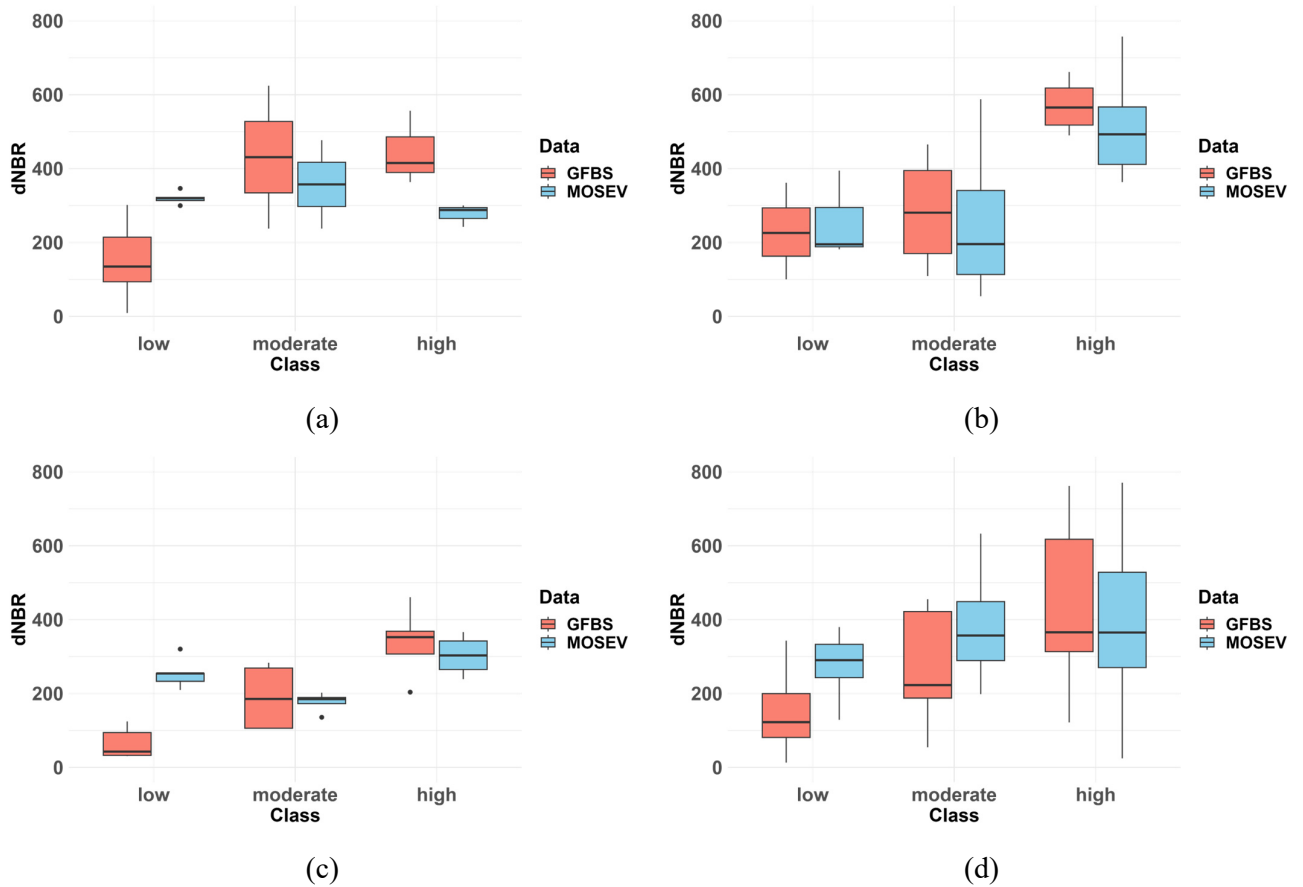 800
600
400
200
0
dNBR
low moderate high
Class
Data
GFBS
MOSEV
(a)
800
600
400
200
0
dNBR
low moderate high
Class
Data
GFBS
MOSEV
(b)
800
600
400
200
0
dNBR
low moderate high
Class
Data
GFBS
MOSEV
(c)
800
600
400
200
0
dNBR
low moderate high
Class
Data
GFBS
MOSEV
(d)